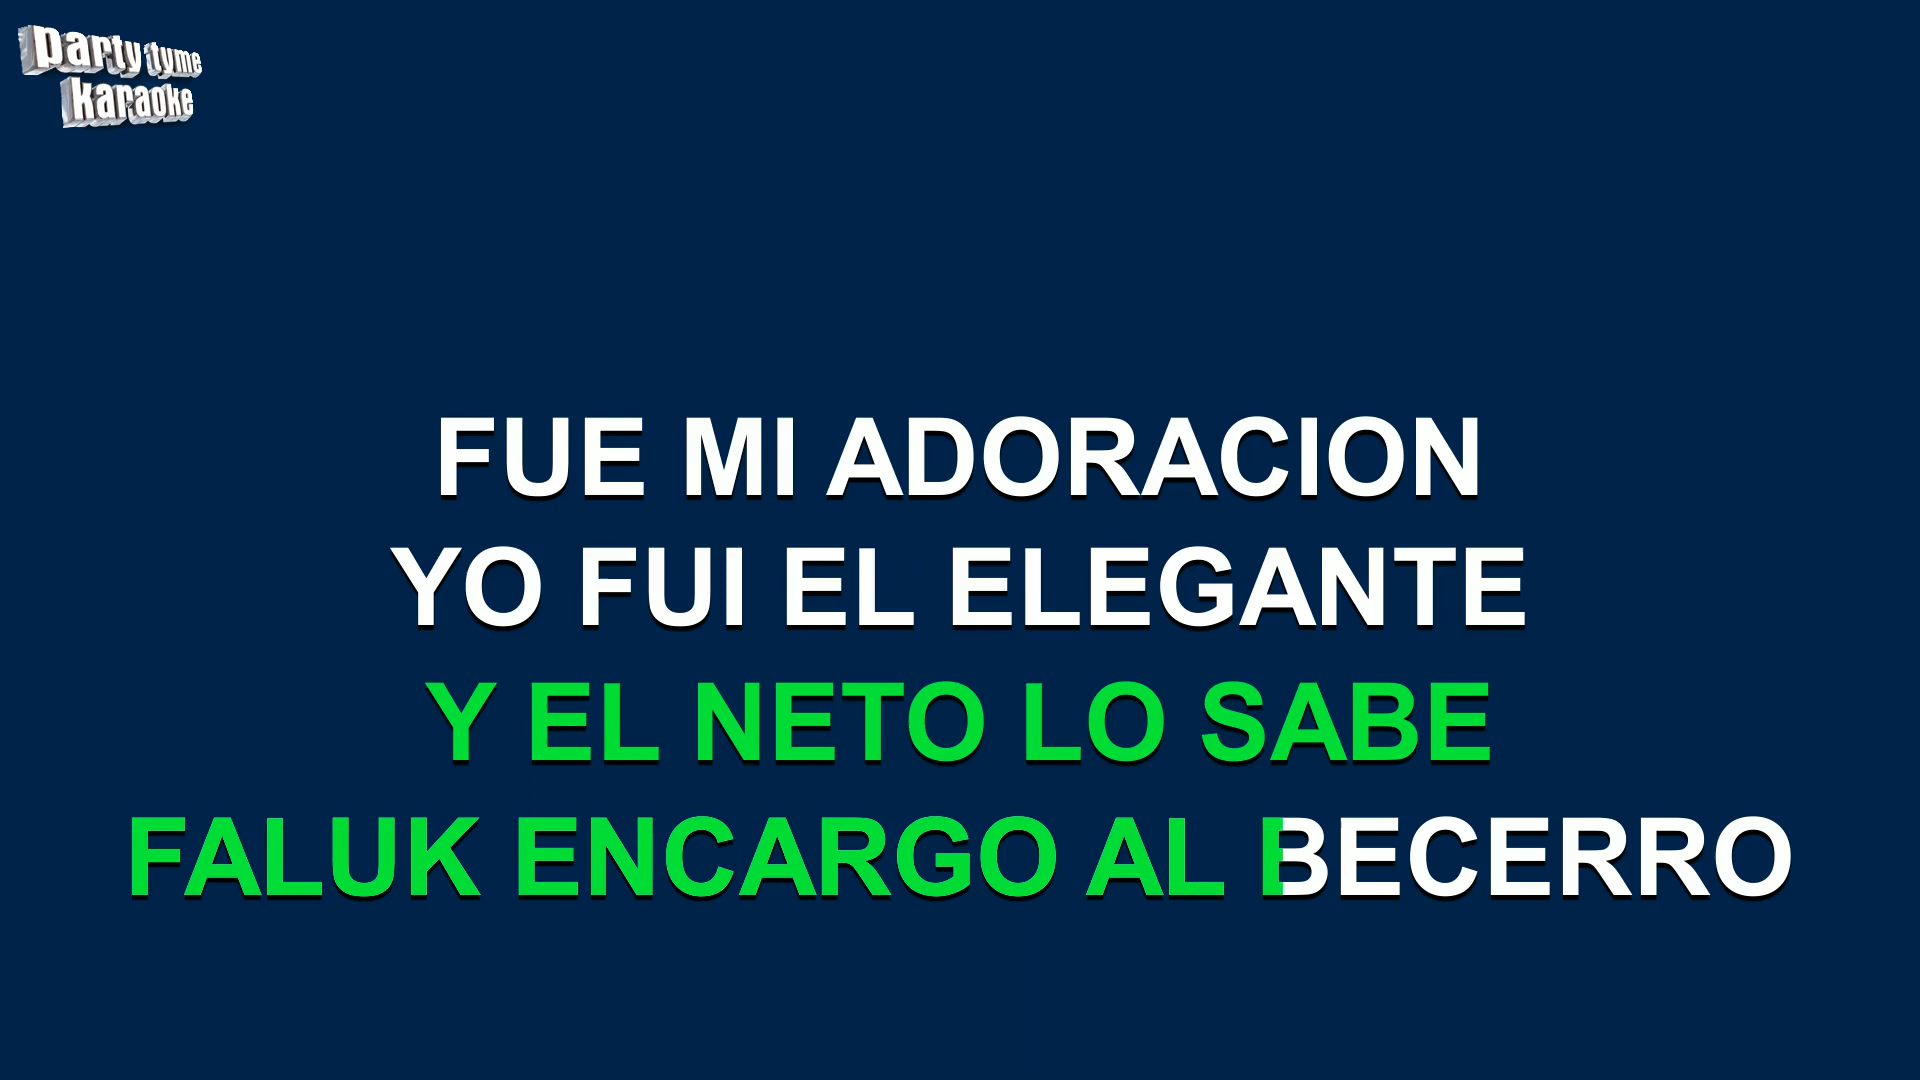 party tyme
karaoke
FUE MI ADORACION
YO FUI EL ELEGANTE
Y EL NETO LO SABE
FALUK ENCARGO AL BECERRO